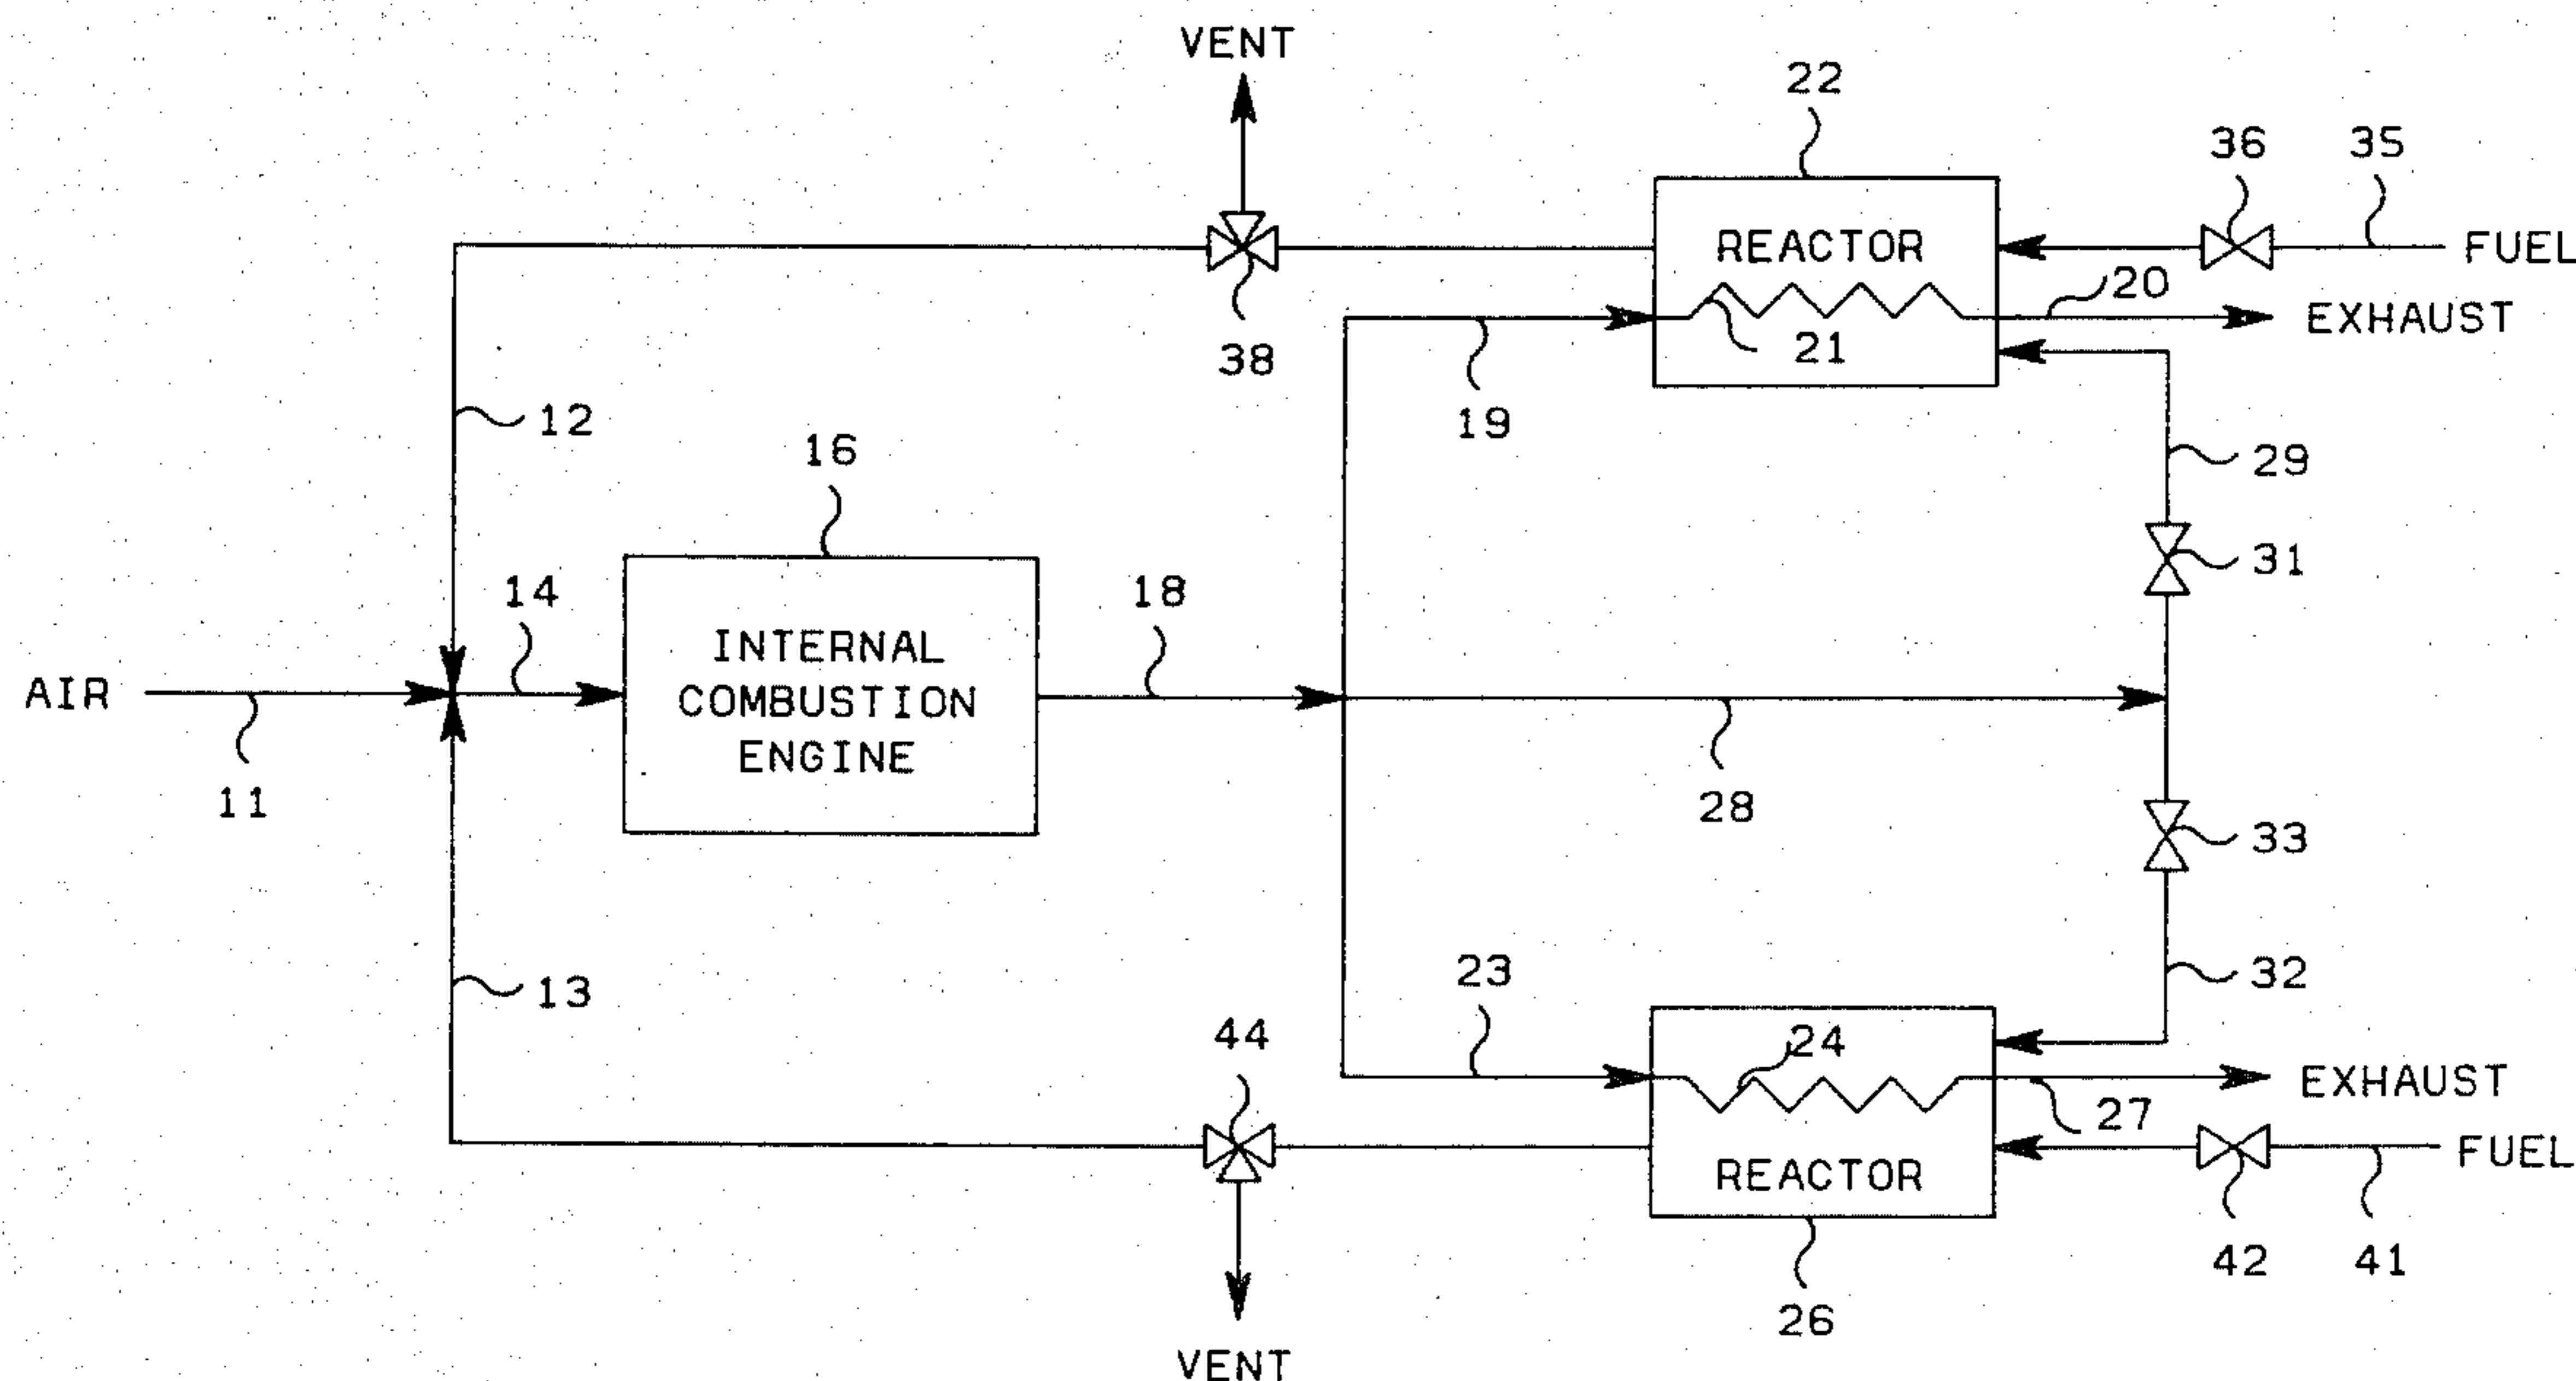 VENT
22
36
35
REACTOR
FUEL
20
EXHAUST
21
38
19
12
29
16
31
14
18
INTERNAL
COMBUSTION
ENGINE
AIR
11
28
33
23
32
13
44
24
EXHAUST
27
FUEL
REACTOR
42
41
26
VENT